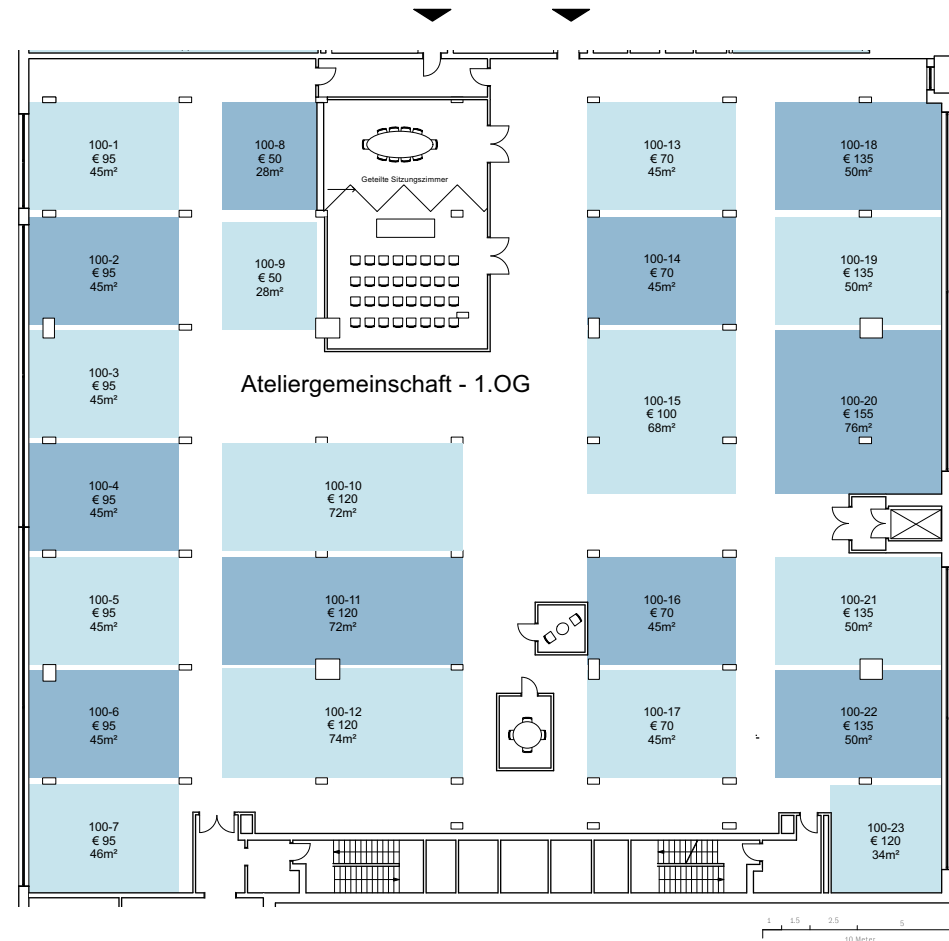 100-1
€ 95
45m²
100-2
€ 95
45m²
100-3
€ 95
45m²
100-4
€ 95
45m²
100-5
€ 95
45m²
100-6
€ 95
45m²
100-7
€ 95
46m²
100-8
€ 50
28m²
100-9
€ 50
28m²
Geteilte Sitzungszimmer
Ateliergemeinschaft - 1.OG
100-10
€ 120
72m²
100-11
€ 120
72m²
100-12
€ 120
74m²
100-13
€ 70
45m²
100-14
€ 70
45m²
100-15
€ 100
68m²
100-16
€ 70
45m²
100-17
€ 70
45m²
100-18
€ 135
50m²
100-19
€ 135
50m²
100-20
€ 155
76m²
100-21
€ 135
50m²
100-22
€ 135
50m²
100-23
€ 120
34m²
1 1.5 2.5 5
10 Meter